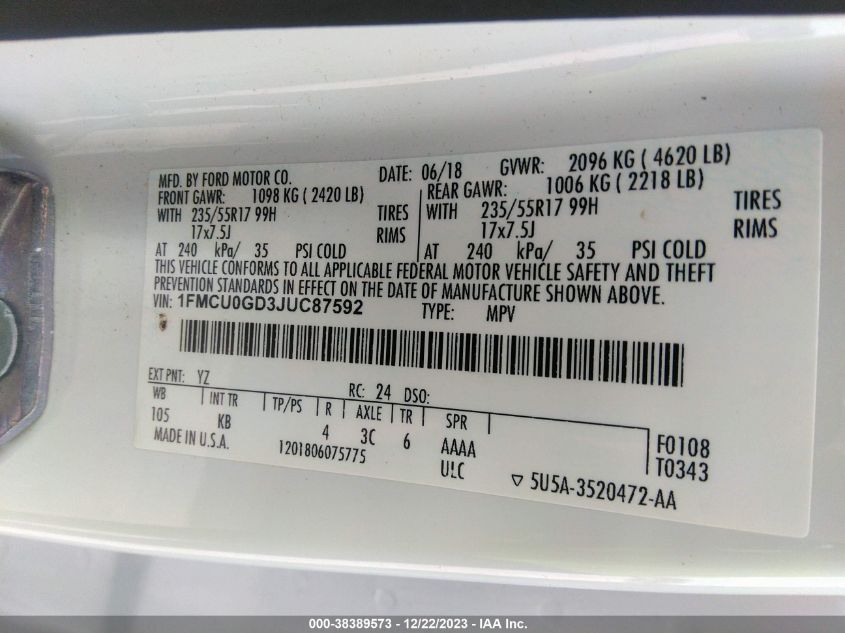 MFD. BY FORD MOTOR CO. DATE: 06/18 GVWR: 2096 KG ( 4620 LB)
FRONT GAWR: 1098 KG ( 2420 LB) REAR GAWR: 1006 KG ( 2218 LB)
WITH 235/55R17 99H TIRES WITH 235/55R17 99H TIRES
17x7.5J RIMS 17x7.5J RIMS
AT 240 kPa/ 35 PSI COLD AT 240 kPa/ 35 PSI COLD
THIS VEHICLE CONFORMS TO ALL APPLICABLE FEDERAL MOTOR VEHICLE SAFETY AND THEFT
PREVENTION STANDARDS IN EFFECT ON THE DATE OF MANUFACTURE SHOWN ABOVE.
VIN: 1FMCU0GD3JUC87592 TYPE: MPV
EXT PNT: YZ RC: 24 DSO:
WB INT TR TP/PS R AXLE TR SPR
105 KB 4 3C 6 AAAA F0108
MADE IN U.S.A. 1201806075775 ULC T0343
▽ 5U5A-3520472-AA
000-38389573 - 12/22/2023 - IAA Inc.